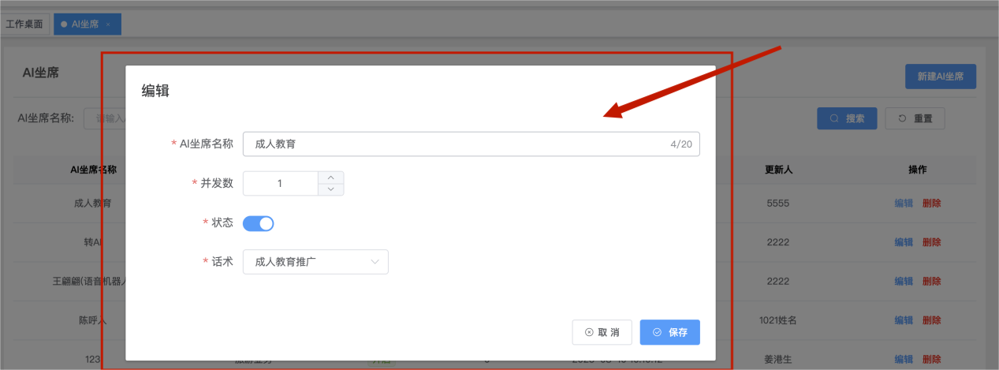 工作桌面 AI坐席 ×
AI坐席 新建AI坐席
编辑
AI坐席名称: 请输入 搜索 重置
* AI坐席名称 成人教育 4/20
AI坐席名称 更新人 操作
* 并发数 1
成人教育 5555 编辑 删除
* 状态
转AI 2222 编辑 删除
* 话术 成人教育推广
王翩翩(语音机器人 2222 编辑 删除
陈呼入 1021姓名 编辑 删除
取 消 保存
123 姜港生 编辑 删除